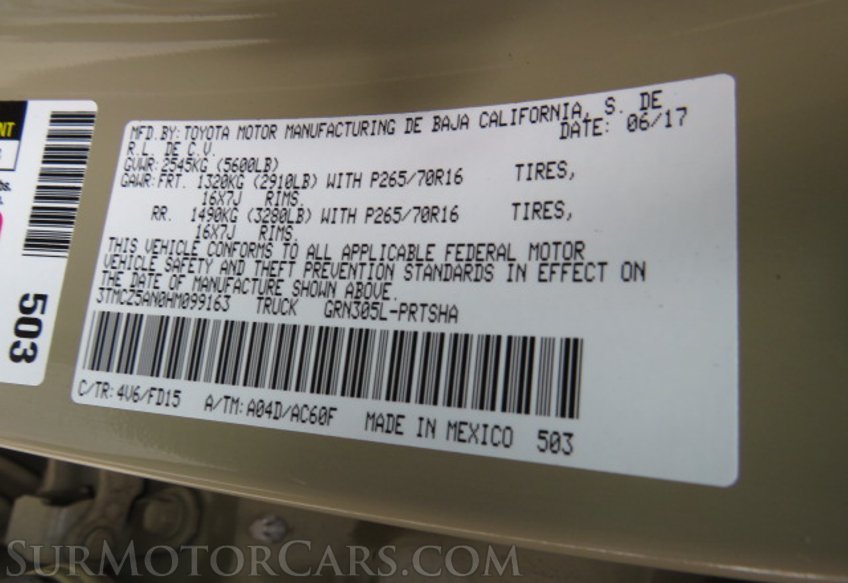 MFD. BY: TOYOTA MOTOR MANUFACTURING DE BAJA CALIFORNIA, S. DE
R.L. DE C.V. DATE: 06/17
GVWR: 2545KG (5600LB)
GAWR: FRT. 1320KG (2910LB) WITH P265/70R16 TIRES,
16X7J RIMS.
RR. 1490KG (3280LB) WITH P265/70R16 TIRES,
16X7J RIMS.
THIS VEHICLE CONFORMS TO ALL APPLICABLE FEDERAL MOTOR
VEHICLE SAFETY AND THEFT PREVENTION STANDARDS IN EFFECT ON
THE DATE OF MANUFACTURE SHOWN ABOVE.
3TMCZ5AN0HM099163 TRUCK GRN305L-PRTSHA
C/TR: 4V6/FD15 A/TM: A04D/AC60F MADE IN MEXICO 503
503
SURMOTORCARS.COM